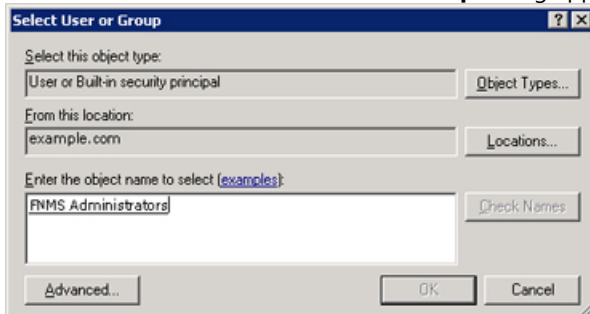 Select User or Group
Select this object type:
User or Built-in security principal
Object Types...
From this location:
example.com
Locations...
Enter the object name to select (examples):
FNMS Administrators
Check Names
Advanced...
OK
Cancel